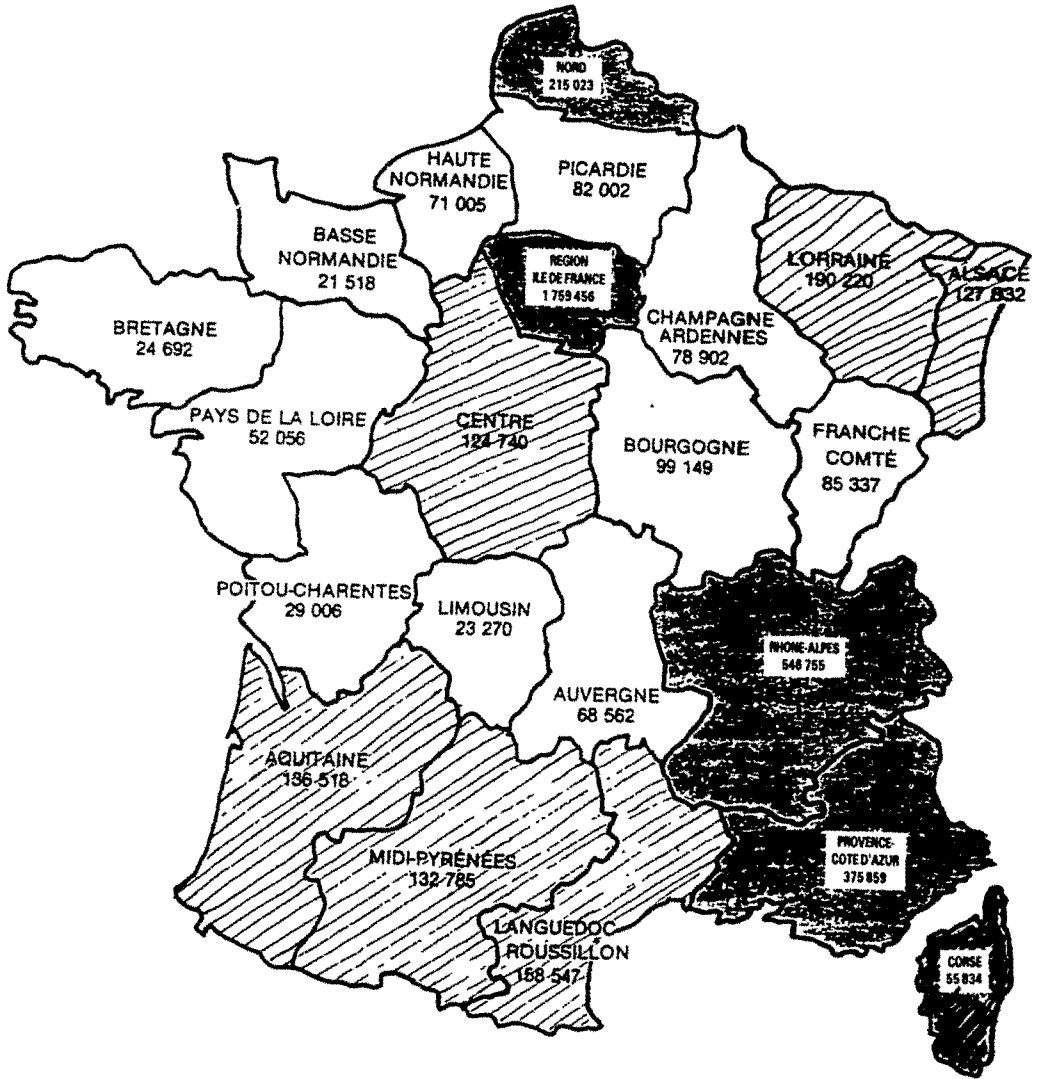 NORD
215 023
HAUTE
NORMANDIE
71 005
PICARDIE
82 002
BASSE
NORMANDIE
21 518
REGION
ILE DE FRANCE
1 759 456
LORRAINE
190 220
ALSACE
127 832
BRETAGNE
24 692
CHAMPAGNE
ARDENNES
78 902
PAYS DE LA LOIRE
52 056
CENTRE
124 740
BOURGOGNE
99 149
FRANCHE
COMTÉ
85 337
POITOU-CHARENTES
29 006
LIMOUSIN
23 270
RHONE-ALPES
AUVERGNE
68 562
AQUITAINE
136 518
MIDI-PYRÉNÉES
132 785
PROVENCE-
COTE D'AZUR
375 859
LANGUEDOC
ROUSSILLON
CORSE
55 834